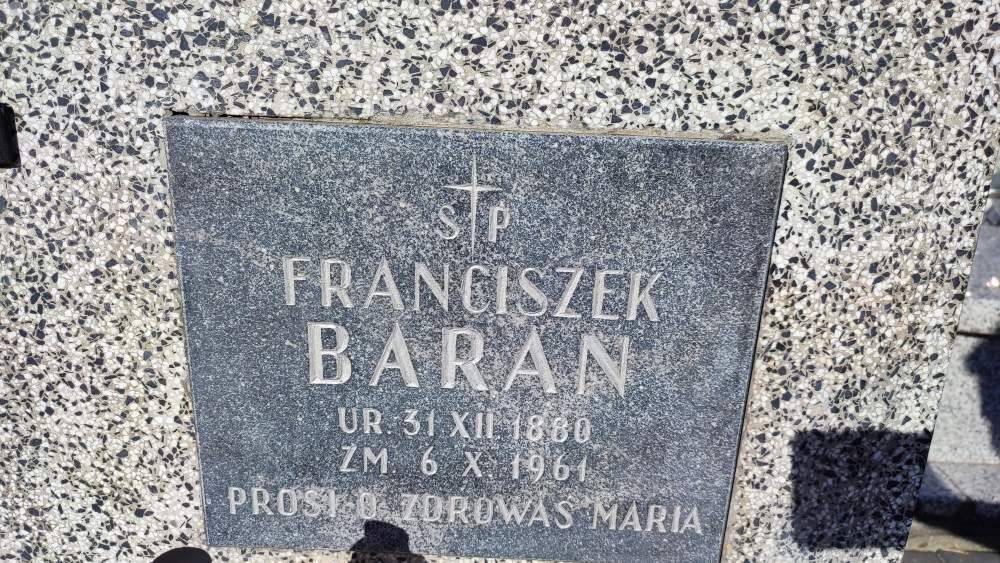 S P
FRANCISZEK
BARAN
UR. 31 XII. 1880
ZM. 6 X. 1961
PROSI O ZDROWAŚ MARIA